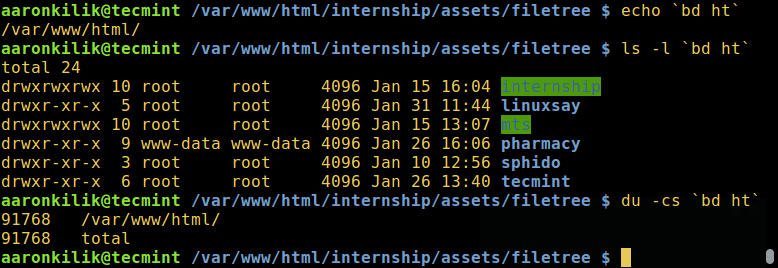 aaronkilik@tecmint /var/www/html/internship/assets/filetree $ echo `bd ht`
/var/www/html/
aaronkilik@tecmint /var/www/html/internship/assets/filetree $ ls -l `bd ht`
total 24
drwxrwxrwx 10 root     root     4096 Jan 15 16:04 internship
drwxr-xr-x  5 root     root     4096 Jan 31 11:44 linuxsay
drwxrwxrwx 10 root     root     4096 Jan 15 13:07 mts
drwxr-xr-x  9 www-data www-data 4096 Jan 26 16:06 pharmacy
drwxr-xr-x  3 root     root     4096 Jan 10 12:56 sphido
drwxr-xr-x  6 root     root     4096 Jan 26 13:40 tecmint
aaronkilik@tecmint /var/www/html/internship/assets/filetree $ du -cs `bd ht`
91768   /var/www/html/
91768   total
aaronkilik@tecmint /var/www/html/internship/assets/filetree $